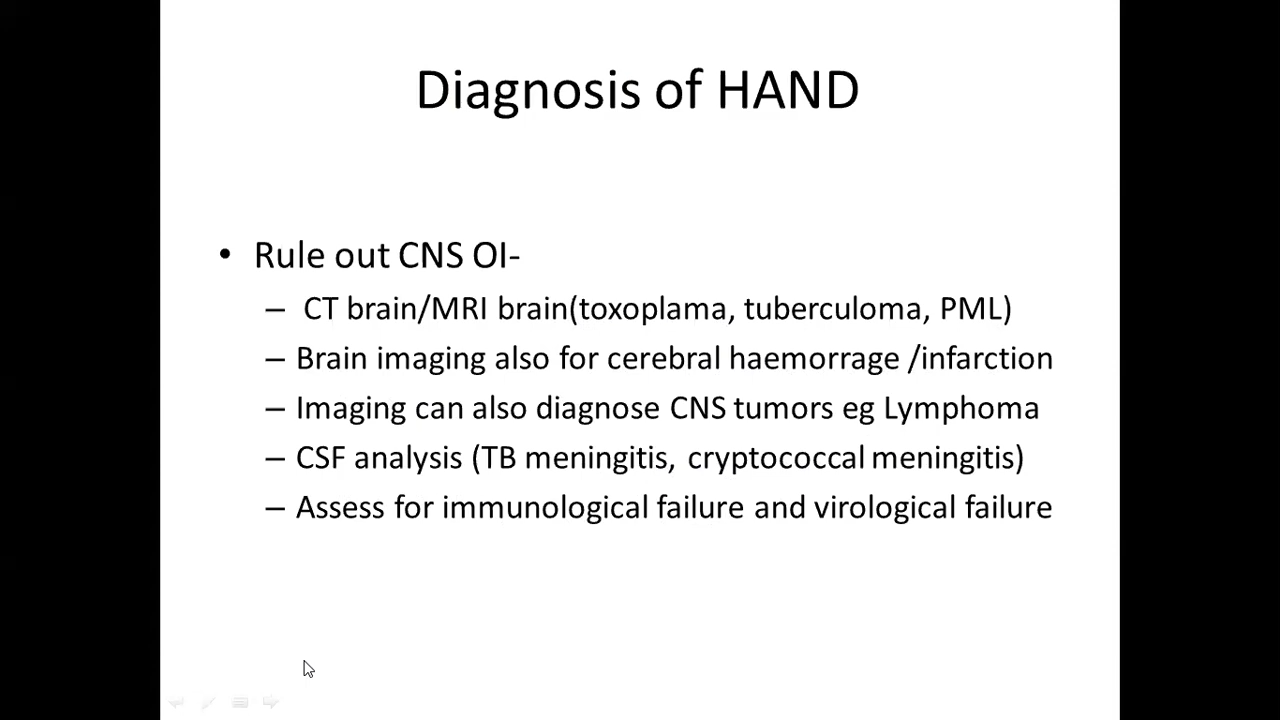 Diagnosis of HAND
• Rule out CNS OI-
– CT brain/MRI brain(toxoplama, tuberculoma, PML)
– Brain imaging also for cerebral haemorrage /infarction
– Imaging can also diagnose CNS tumors eg Lymphoma
– CSF analysis (TB meningitis, cryptococcal meningitis)
– Assess for immunological failure and virological failure